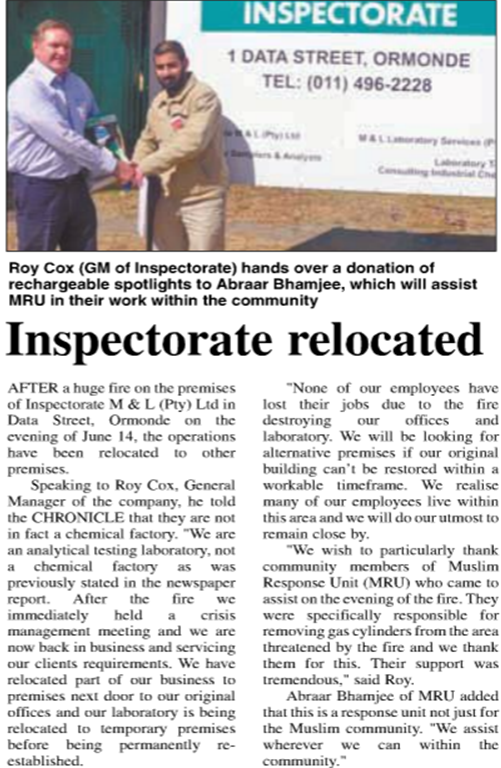 INSPECTORATE
1 DATA STREET, ORMONDE
TEL: (011) 496-2228
M & L (Pty) Ltd
Samplers & Analysts
M & L Laboratory Services (P
Laboratory
Consulting Industrial Che
Roy Cox (GM of Inspectorate) hands over a donation of
rechargeable spotlights to Abraar Bhamjee, which will assist
MRU in their work within the community
Inspectorate relocated
AFTER a huge fire on the premises
of Inspectorate M & L (Pty) Ltd in
Data Street, Ormonde on the
evening of June 14, the operations
have been relocated to other
premises.
Speaking to Roy Cox, General
Manager of the company, he told
the CHRONICLE that they are not
in fact a chemical factory. "We are
an analytical testing laboratory, not
a chemical factory as was
previously stated in the newspaper
report. After the fire we
immediately held a crisis
management meeting and we are
now back in business and servicing
our clients requirements. We have
relocated part of our business to
premises next door to our original
offices and our laboratory is being
relocated to temporary premises
before being permanently re-
established.
"None of our employees have
lost their jobs due to the fire
destroying our offices and
laboratory. We will be looking for
alternative premises if our original
building can't be restored within a
workable timeframe. We realise
many of our employees live within
this area and we will do our utmost to
remain close by.
"We wish to particularly thank
community members of Muslim
Response Unit (MRU) who came to
assist on the evening of the fire. They
were specifically responsible for
removing gas cylinders from the area
threatened by the fire and we thank
them for this. Their support was
tremendous," said Roy.
Abraar Bhamjee of MRU added
that this is a response unit not just for
the Muslim community. "We assist
wherever we can within the
community."